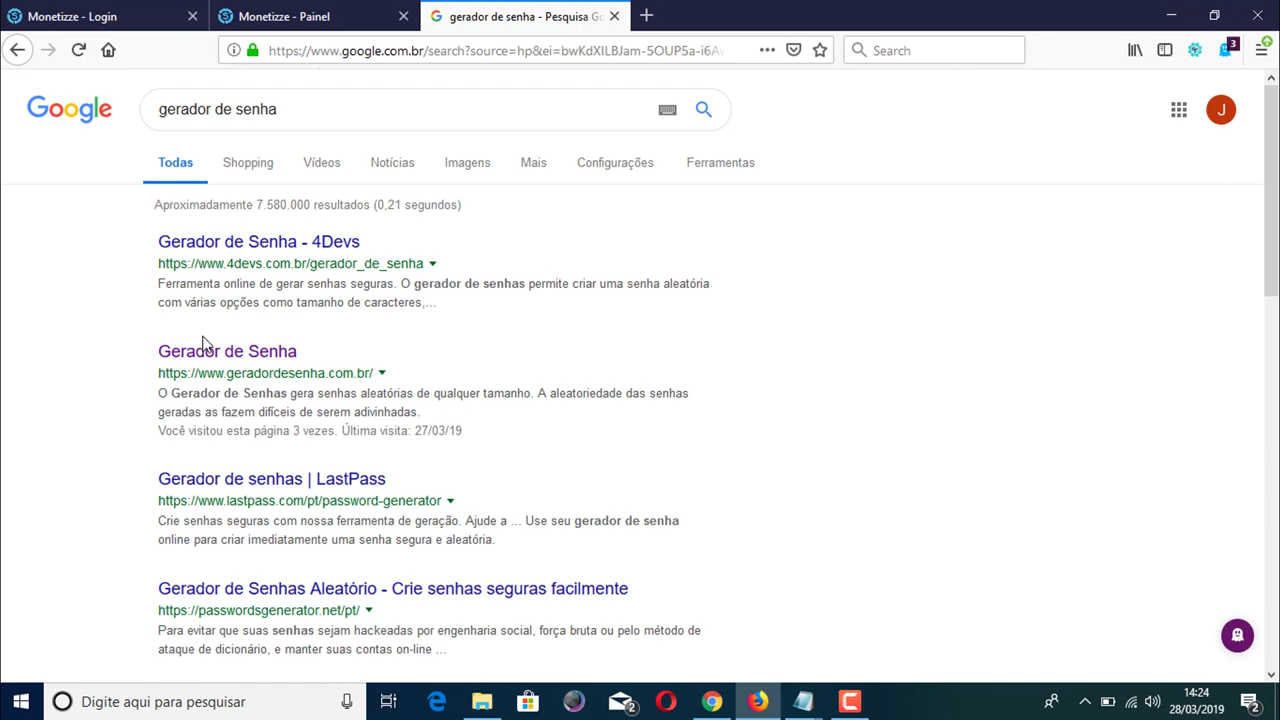 Monetizze - Login
Monetizze - Painel
gerador de senha - Pesquisa Go
https://www.google.com.br/search?source=hp&ei=bwKdXILBJam-5OUP5a-i6A
Search
3
Google
gerador de senha
J
Todas
Shopping
Vídeos
Notícias
Imagens
Mais
Configurações
Ferramentas
Aproximadamente 7.580.000 resultados (0,21 segundos)
Gerador de Senha - 4Devs
https://www.4devs.com.br/gerador_de_senha
Ferramenta online de gerar senhas seguras. O gerador de senhas permite criar uma senha aleatória
com várias opções como tamanho de caracteres,...
Gerador de Senha
https://www.geradordesenha.com.br/
O Gerador de Senhas gera senhas aleatórias de qualquer tamanho. A aleatoriedade das senhas
geradas as fazem difíceis de serem adivinhadas.
Você visitou esta página 3 vezes. Última visita: 27/03/19
Gerador de senhas | LastPass
https://www.lastpass.com/pt/password-generator
Crie senhas seguras com nossa ferramenta de geração. Ajude a ... Use seu gerador de senha
online para criar imediatamente uma senha segura e aleatória.
Gerador de Senhas Aleatório - Crie senhas seguras facilmente
https://passwordsgenerator.net/pt/
Para evitar que suas senhas sejam hackeadas por engenharia social, força bruta ou pelo método de
ataque de dicionário, e manter suas contas on-line ...
Digite aqui para pesquisar
2
14:24
28/03/2019
2